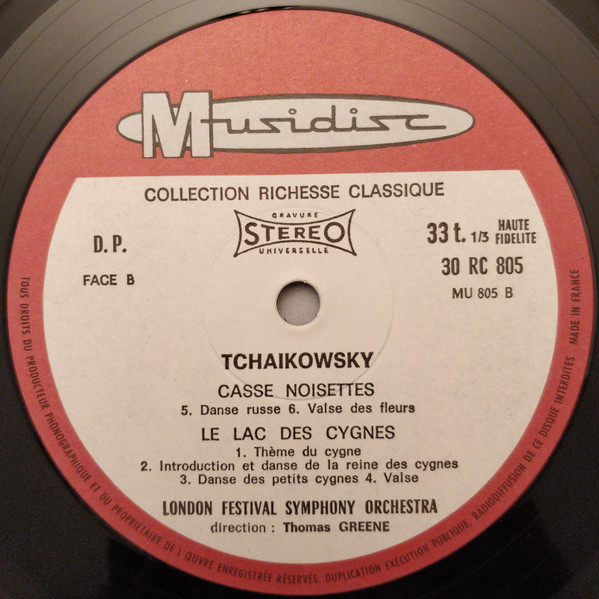 Musidisc
COLLECTION RICHESSE CLASSIQUE
GRAVURE
STEREO
UNIVERSELLE
D.P.
FACE B
33 t. 1/3 HAUTE FIDELITE
30 RC 805
MU 805 B
TCHAIKOWSKY
CASSE NOISETTES
5. Danse russe 6. Valse des fleurs
LE LAC DES CYGNES
1. Thème du cygne
2. Introduction et danse de la reine des cygnes
3. Danse des petits cygnes 4. Valse
LONDON FESTIVAL SYMPHONY ORCHESTRA
direction : Thomas GREENE
TOUS DROITS DU PRODUCTEUR PHONOGRAPHIQUE ET DU PROPRIETAIRE DE L'ŒUVRE ENREGISTRÉE RÉSERVÉS. DUPLICATION EXÉCUTION PUBLIQUE, RADIODIFFUSION DE CE DISQUE INTERDITES MADE IN FRANCE